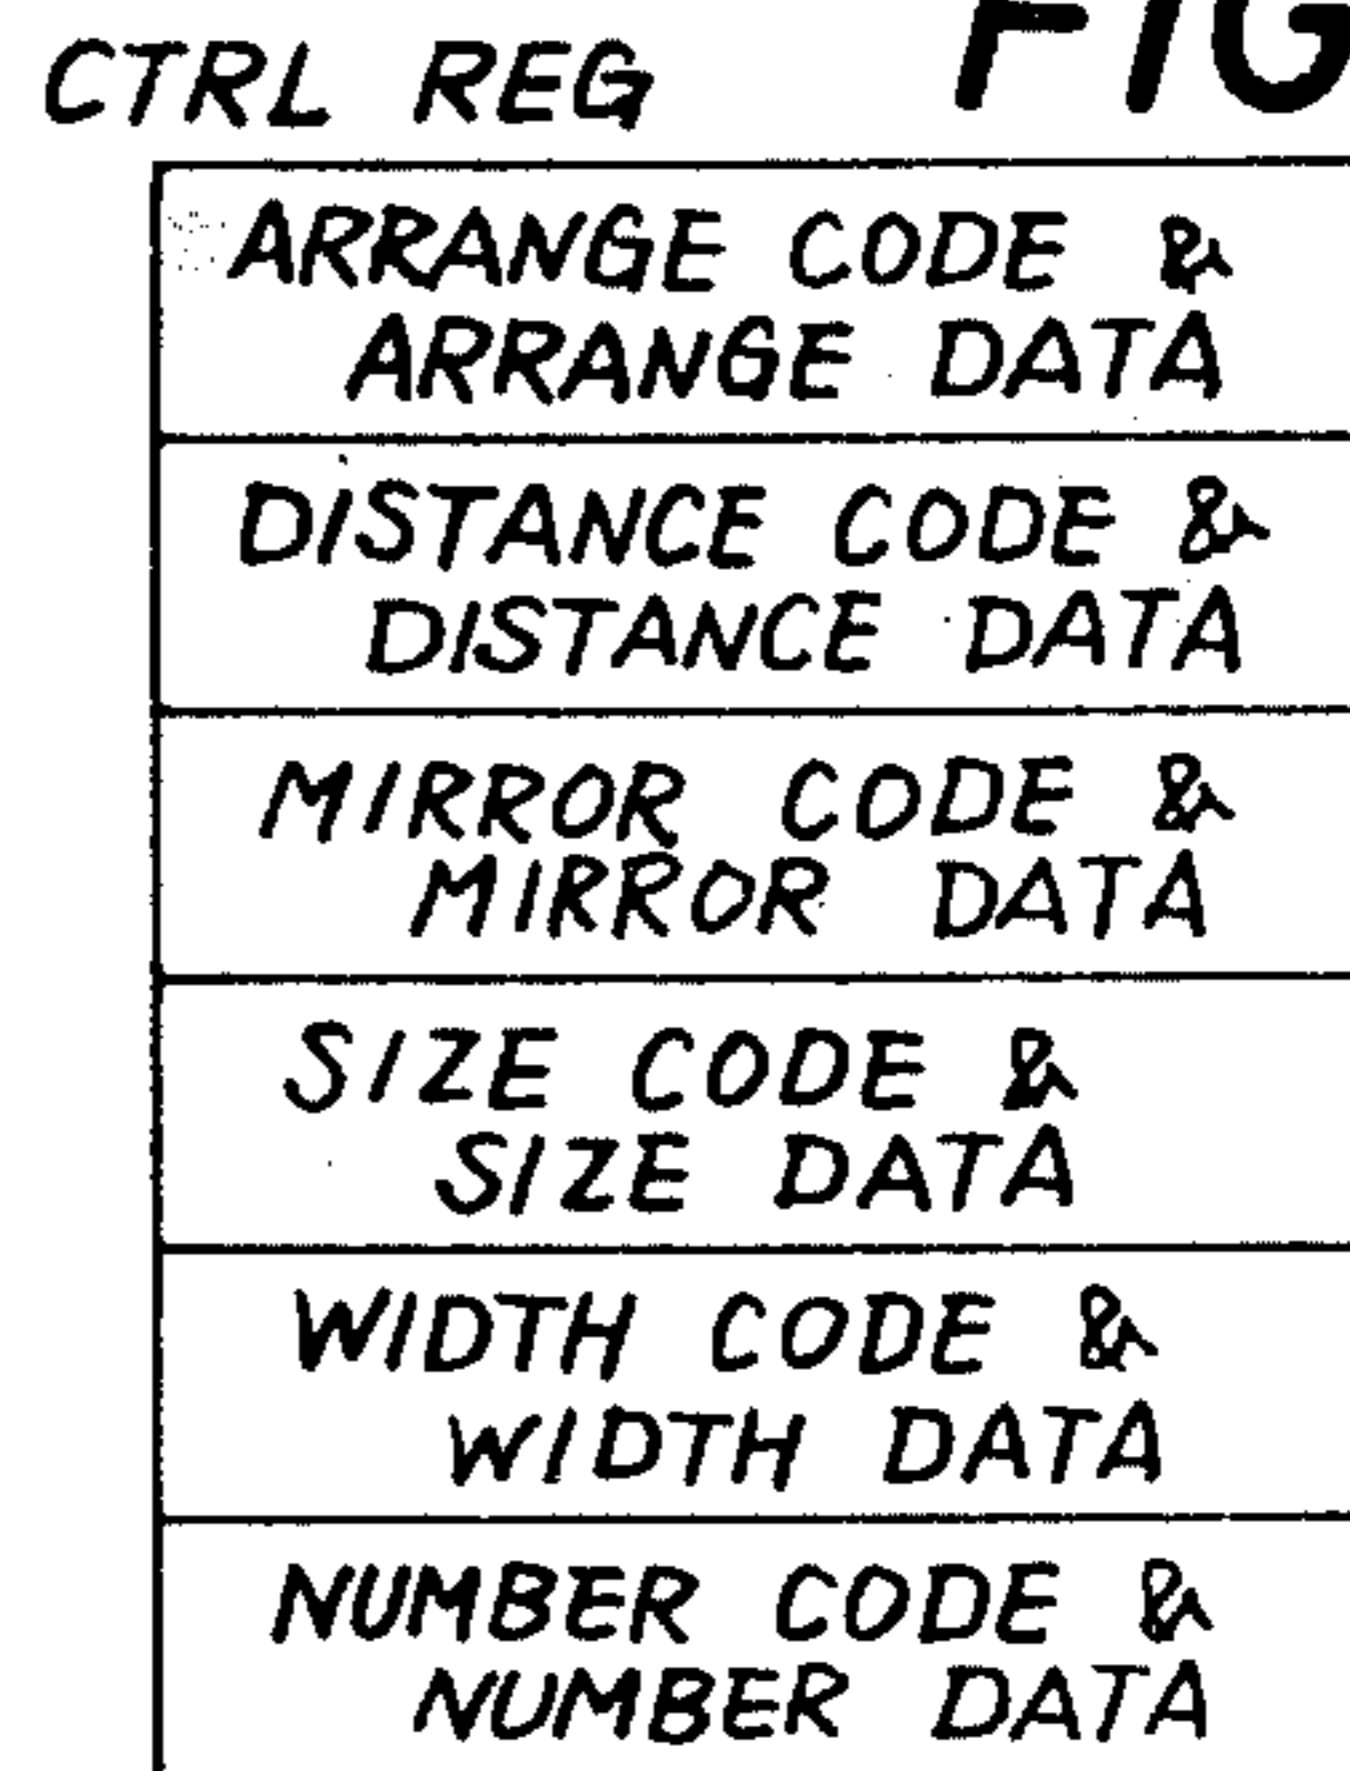 FIG
CTRL REG
ARRANGE CODE &
ARRANGE DATA
DISTANCE CODE &
DISTANCE DATA
MIRROR CODE &
MIRROR DATA
SIZE CODE &
SIZE DATA
WIDTH CODE &
WIDTH DATA
NUMBER CODE &
NUMBER DATA